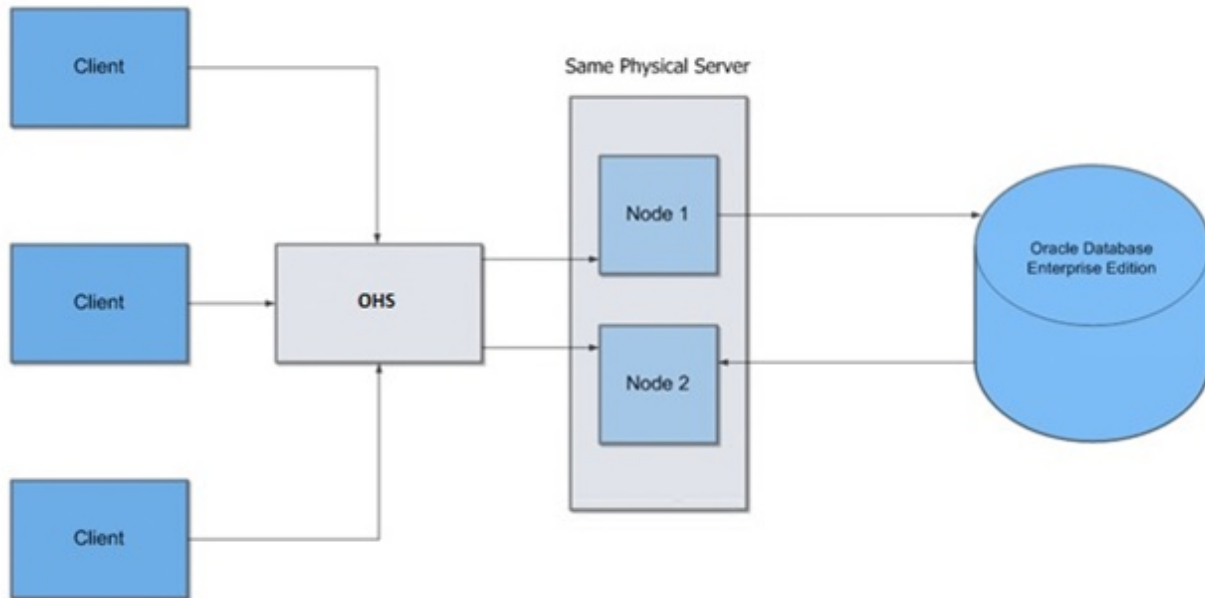 Client
Same Physical Server
Node 1
Oracle Database
Enterprise Edition
Client
OHS
Node 2
Client